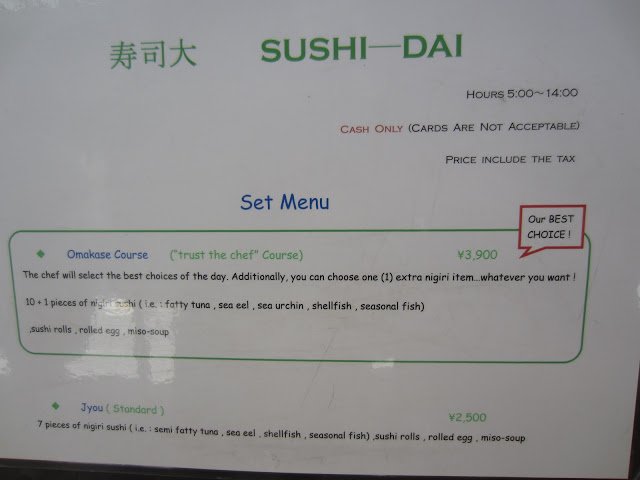 寿司大 SUSHI—DAI
HOURS 5:00～14:00
CASH ONLY (CARDS ARE NOT ACCEPTABLE)
PRICE INCLUDE THE TAX
Set Menu
Our BEST
CHOICE !
◆ Omakase Course ("trust the chef" Course) ¥3,900
The chef will select the best choices of the day. Additionally, you can choose one (1) extra nigiri item...whatever you want !
10 + 1 pieces of nigiri sushi ( i.e. : fatty tuna , sea eel , sea urchin , shellfish , seasonal fish)
,sushi rolls , rolled egg , miso-soup
◆ Jyou ( Standard ) ¥2,500
7 pieces of nigiri sushi ( i.e. : semi fatty tuna , sea eel , shellfish , seasonal fish) ,sushi rolls , rolled egg , miso-soup